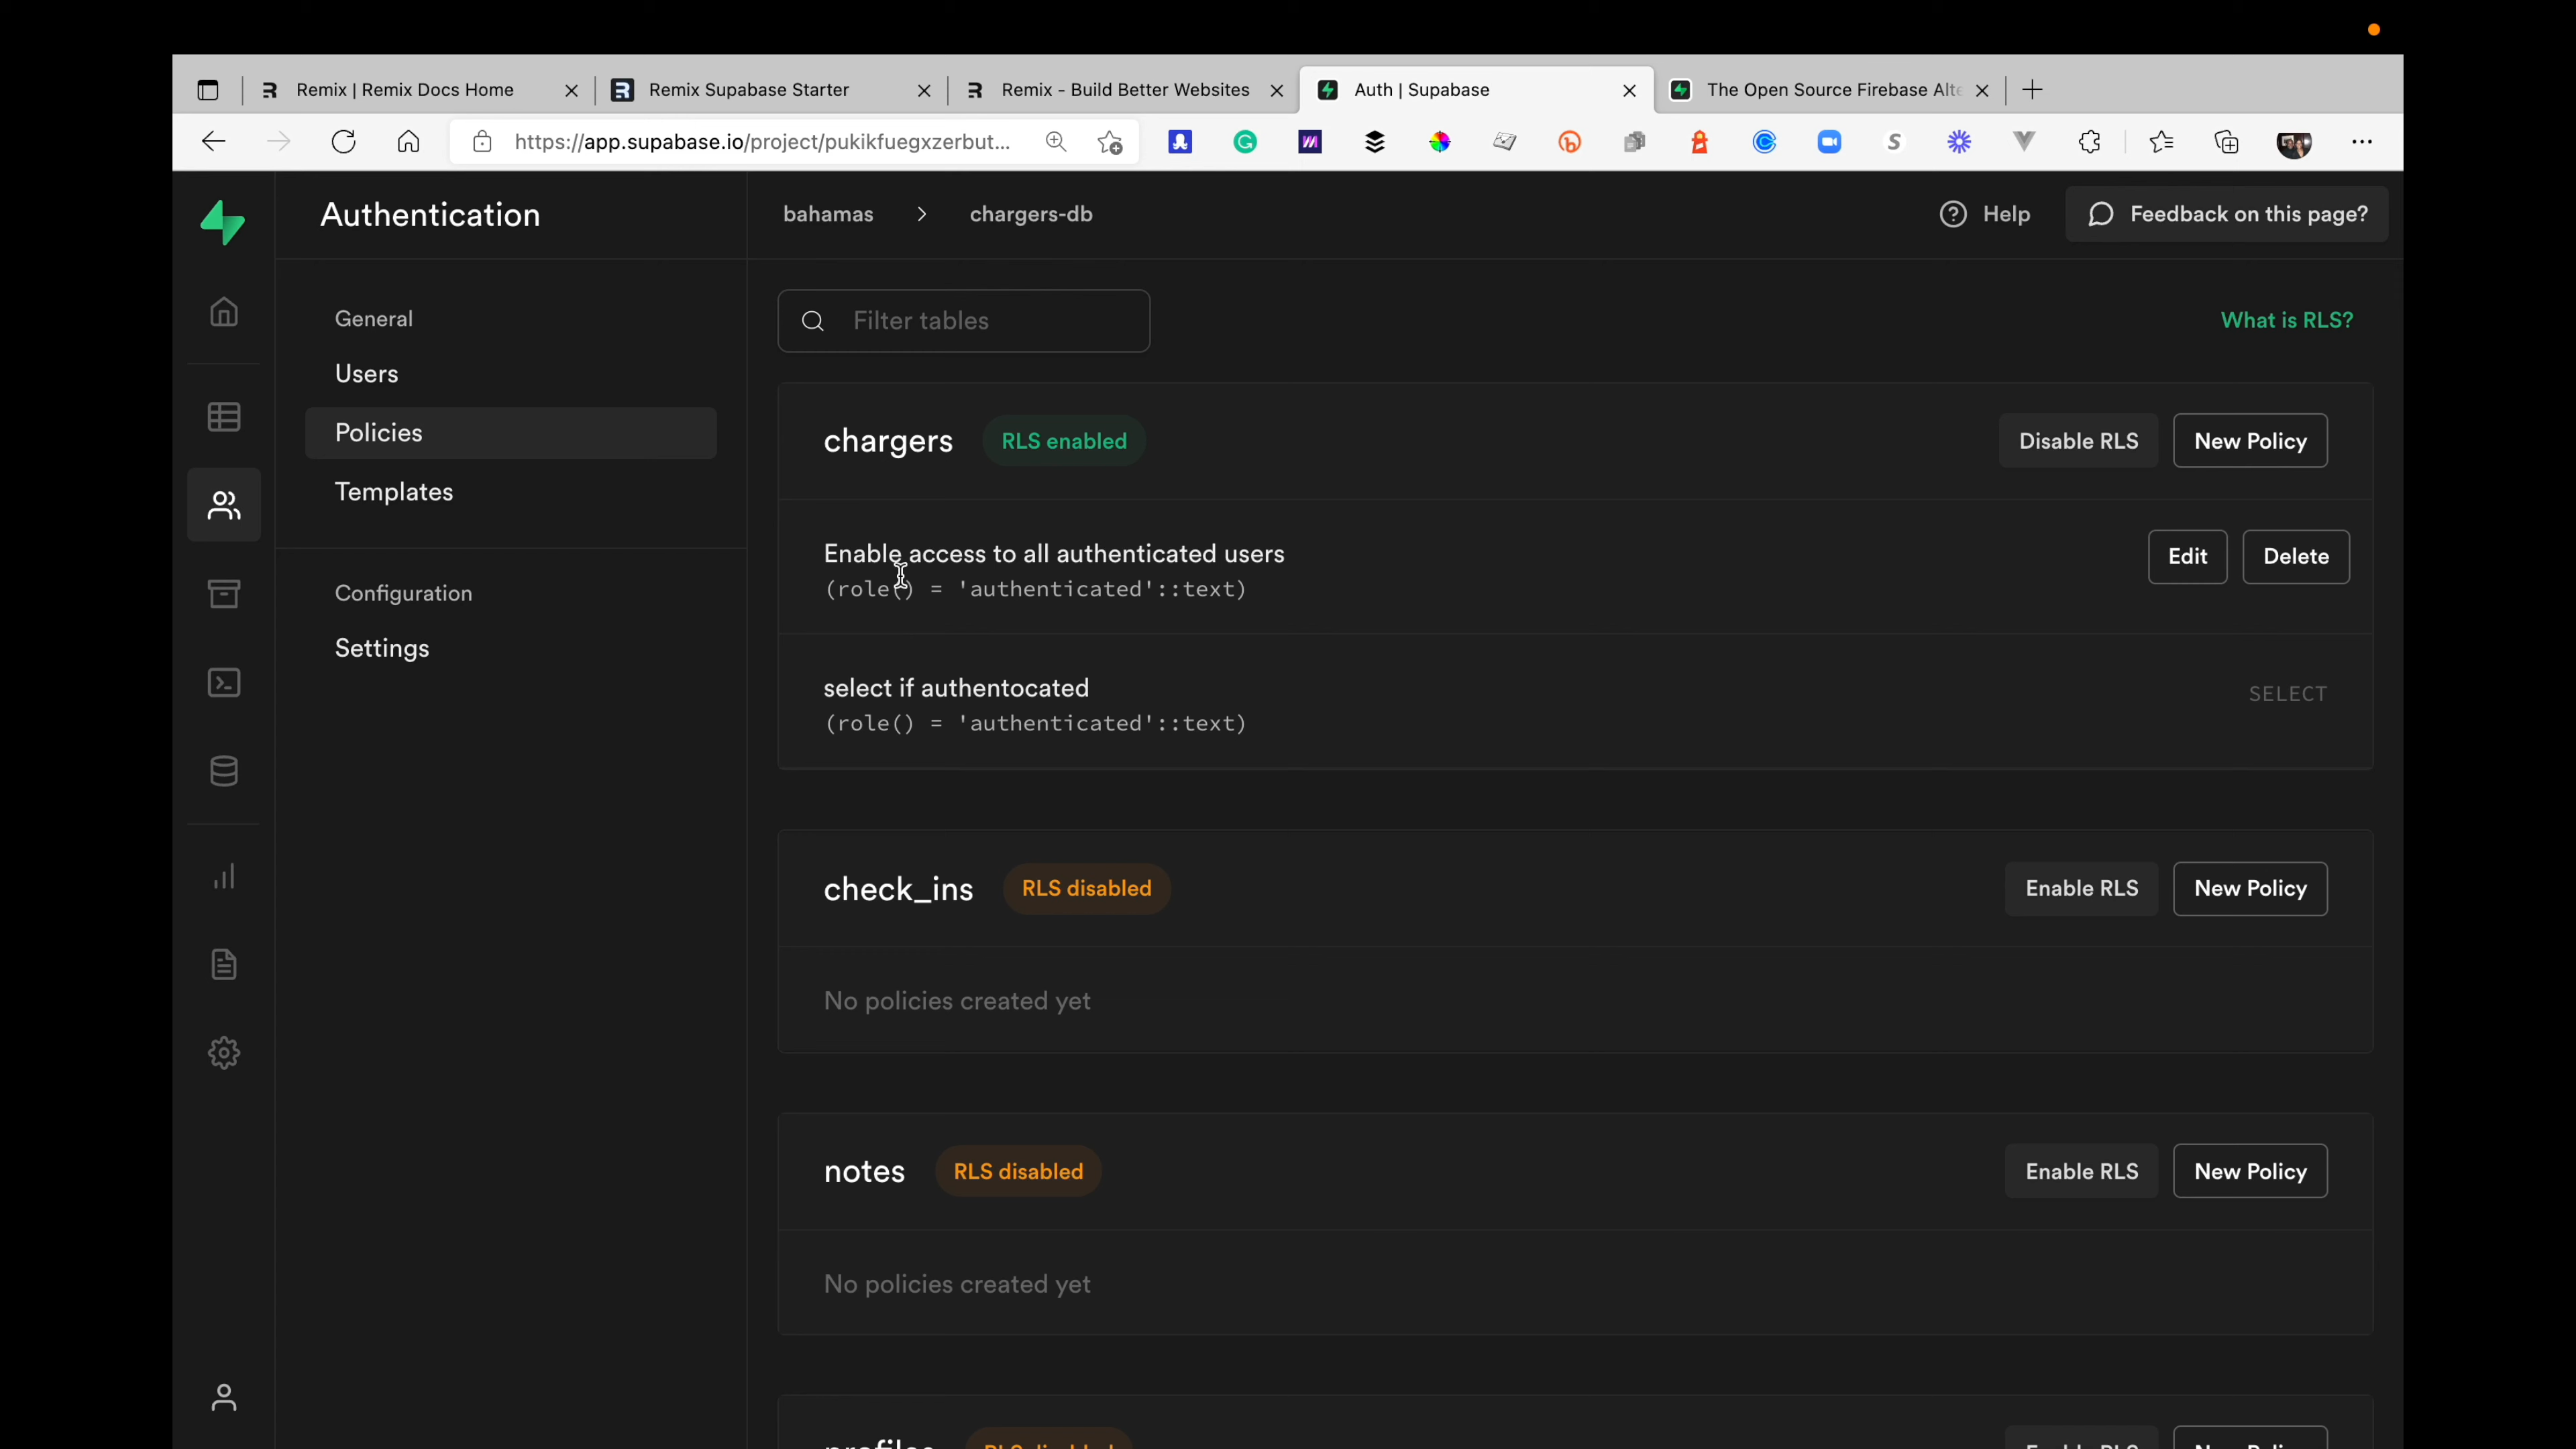 Remix | Remix Docs Home
Remix Supabase Starter
Remix - Build Better Websites
Auth | Supabase
The Open Source Firebase Alte
https://app.supabase.io/project/pukikfuegxzerbut...
Authentication
bahamas > chargers-db
Help
Feedback on this page?
General
Users
Policies
Templates
Configuration
Settings
Filter tables
What is RLS?
chargers
RLS enabled
Disable RLS
New Policy
Enable access to all authenticated users
(role() = 'authenticated'::text)
Edit
Delete
select if authentocated
(role() = 'authenticated'::text)
SELECT
check_ins
RLS disabled
Enable RLS
New Policy
No policies created yet
notes
RLS disabled
Enable RLS
New Policy
No policies created yet